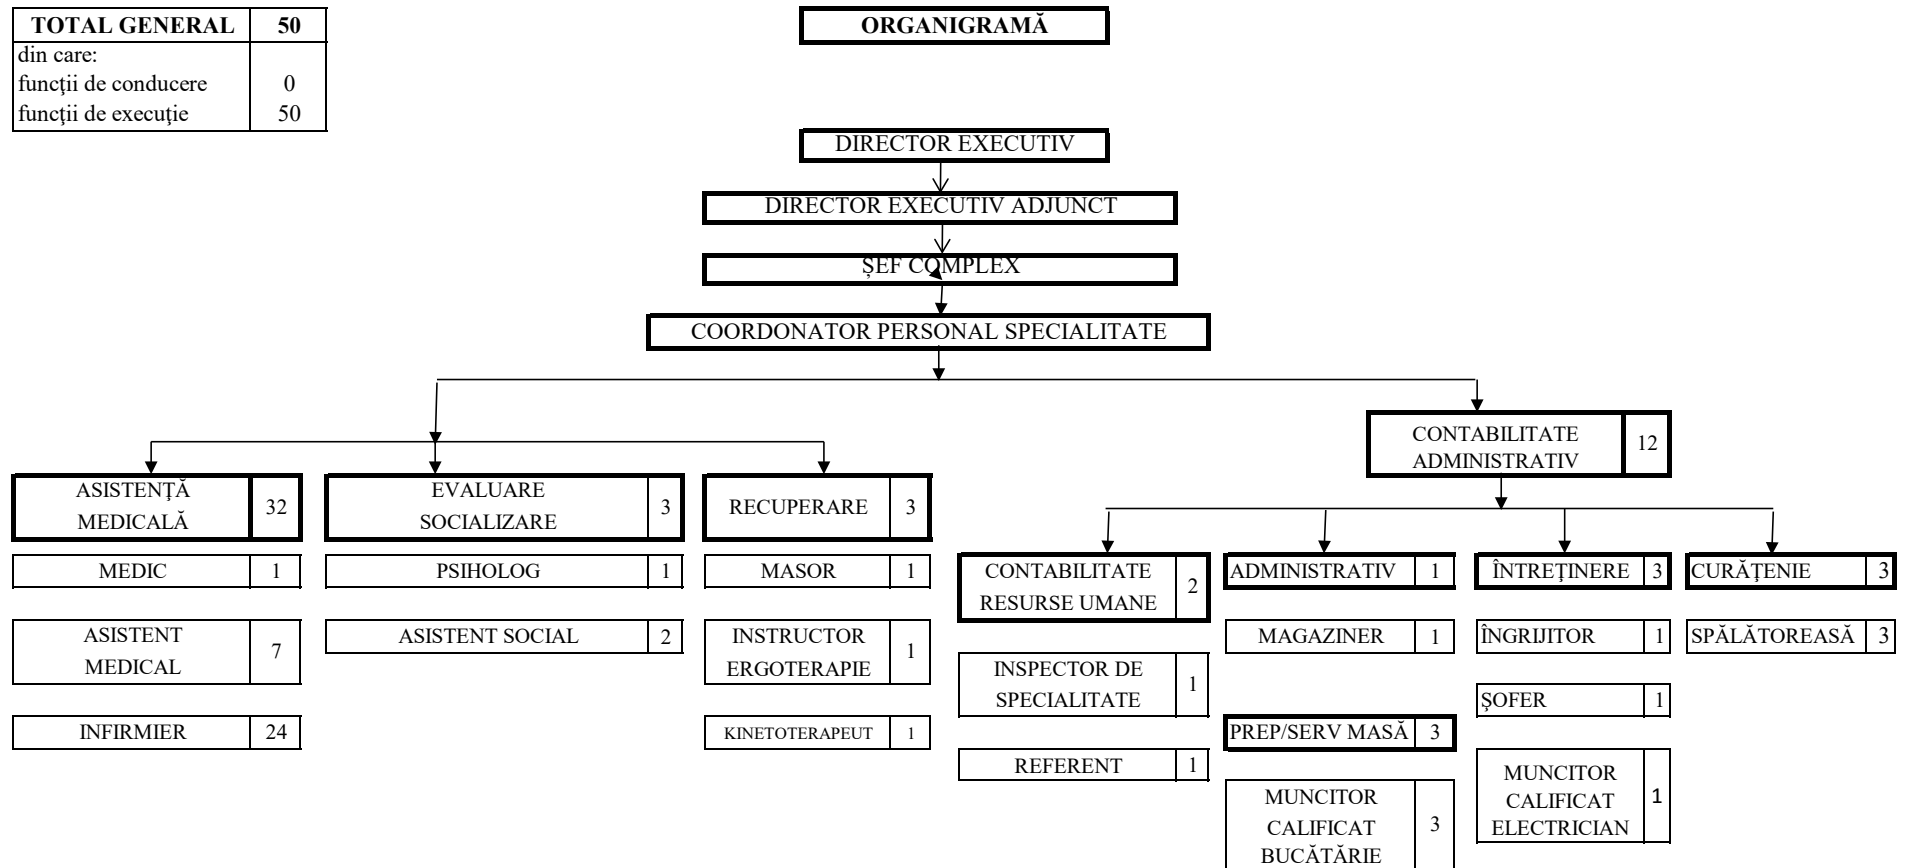 TOTAL GENERAL 50
din care:
funcţii de conducere 0
funcţii de execuţie 50
ORGANIGRAMĂ
DIRECTOR EXECUTIV
DIRECTOR EXECUTIV ADJUNCT
ȘEF COMPLEX
COORDONATOR PERSONAL SPECIALITATE
CONTABILITATE
ADMINISTRATIV
12
ASISTENŢĂ
MEDICALĂ
32
MEDIC 1
ASISTENT
MEDICAL
7
INFIRMIER 24
EVALUARE
SOCIALIZARE
3
PSIHOLOG 1
ASISTENT SOCIAL 2
RECUPERARE 3
MASOR 1
INSTRUCTOR
ERGOTERAPIE
1
KINETOTERAPEUT 1
CONTABILITATE
RESURSE UMANE
2
INSPECTOR DE
SPECIALITATE
1
REFERENT 1
ADMINISTRATIV 1
MAGAZINER 1
PREP/SERV MASĂ 3
MUNCITOR
CALIFICAT
BUCĂTĂRIE
3
ÎNTREŢINERE 3
ÎNGRIJITOR 1
ŞOFER 1
MUNCITOR
CALIFICAT
ELECTRICIAN
1
CURĂŢENIE 3
SPĂLĂTOREASĂ 3